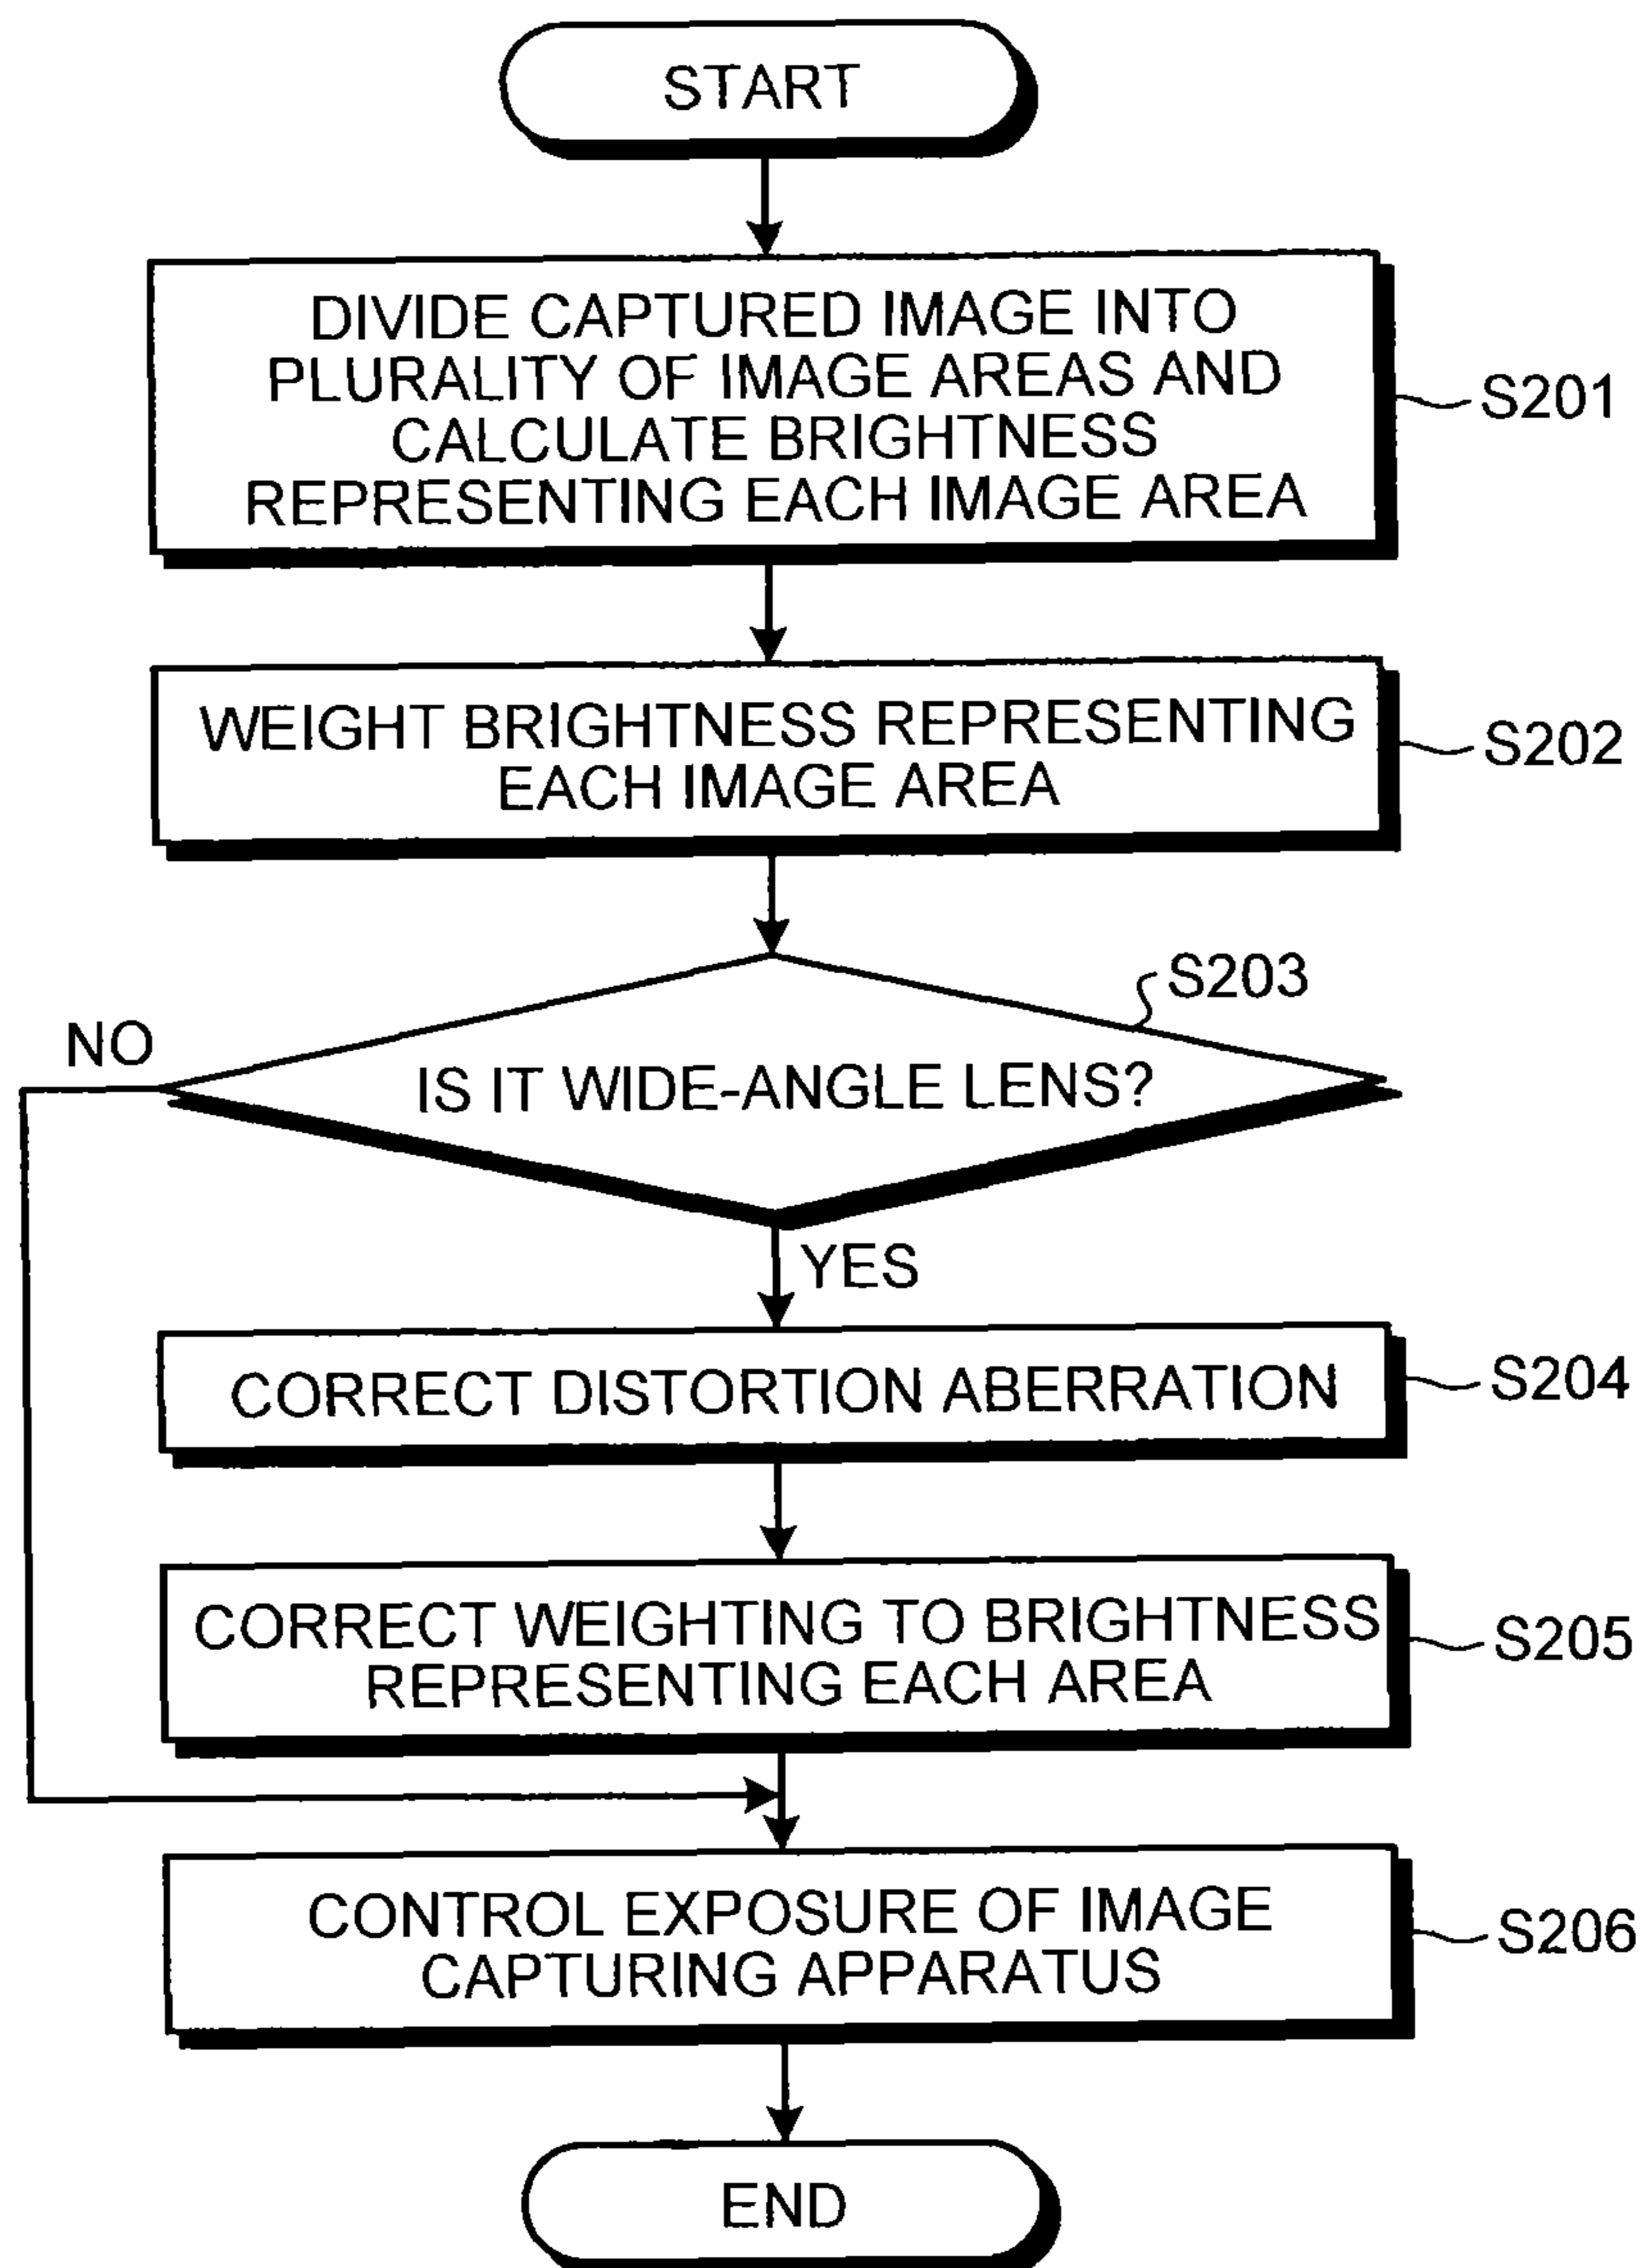 START
DIVIDE CAPTURED IMAGE INTO
PLURALITY OF IMAGE AREAS AND
CALCULATE BRIGHTNESS
REPRESENTING EACH IMAGE AREA
S201
WEIGHT BRIGHTNESS REPRESENTING
EACH IMAGE AREA
S202
S203
NO
IS IT WIDE-ANGLE LENS?
YES
CORRECT DISTORTION ABERRATION
S204
CORRECT WEIGHTING TO BRIGHTNESS
REPRESENTING EACH AREA
S205
CONTROL EXPOSURE OF IMAGE
CAPTURING APPARATUS
S206
END